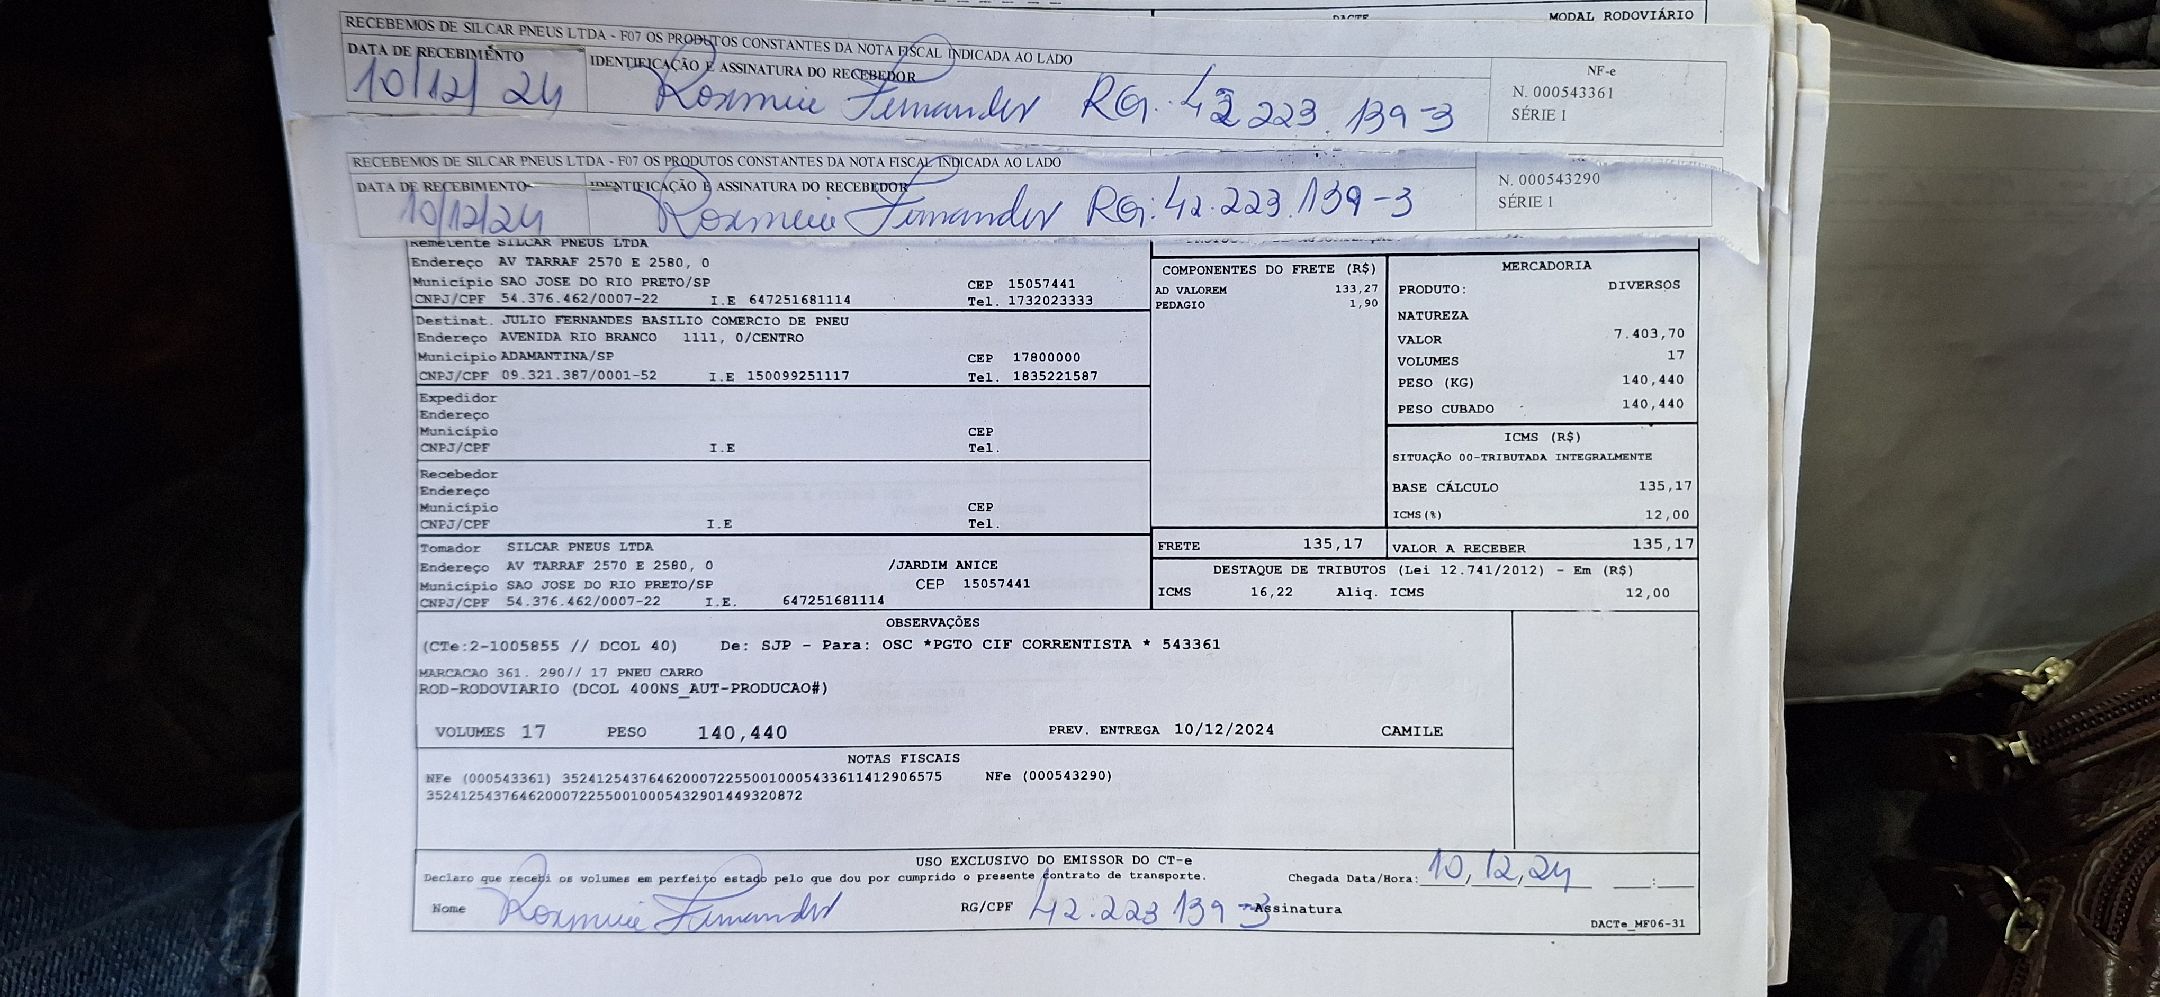 DACTE MODAL RODOVIÁRIO
RECEBEMOS DE SILCAR PNEUS LTDA - F07 OS PRODUTOS CONSTANTES DA NOTA FISCAL INDICADA AO LADO
DATA DE RECEBIMENTO IDENTIFICAÇÃO E ASSINATURA DO RECEBEDOR NF-e
10/12/24 Rosmeire Fernandes RG. 42 223. 139-3 N. 000543361
SÉRIE 1
RECEBEMOS DE SILCAR PNEUS LTDA - F07 OS PRODUTOS CONSTANTES DA NOTA FISCAL INDICADA AO LADO
DATA DE RECEBIMENTO IDENTIFICAÇÃO E ASSINATURA DO RECEBEDOR N. 000543290
10/12/24 Rosmeire Fernandes RG: 42.223.139-3 SÉRIE 1
Remetente SILCAR PNEUS LTDA
Endereço AV TARRAF 2570 E 2580, 0
Município SAO JOSE DO RIO PRETO/SP CEP 15057441
CNPJ/CPF 54.376.462/0007-22 I.E 647251681114 Tel. 1732023333
Destinat. JULIO FERNANDES BASILIO COMERCIO DE PNEU
Endereço AVENIDA RIO BRANCO 1111, 0/CENTRO
Município ADAMANTINA/SP CEP 17800000
CNPJ/CPF 09.321.387/0001-52 I.E 150099251117 Tel. 1835221587
Expedidor
Endereço
Município CEP
CNPJ/CPF I.E Tel.
Recebedor
Endereço
Município CEP
CNPJ/CPF I.E Tel.
Tomador SILCAR PNEUS LTDA
Endereço AV TARRAF 2570 E 2580, 0 /JARDIM ANICE
Município SAO JOSE DO RIO PRETO/SP CEP 15057441
CNPJ/CPF 54.376.462/0007-22 I.E. 647251681114
COMPONENTES DO FRETE (R$)
AD VALOREM 133,27
PEDAGIO 1,90
MERCADORIA
PRODUTO: DIVERSOS
NATUREZA
VALOR 7.403,70
VOLUMES 17
PESO (KG) 140,440
PESO CUBADO 140,440
ICMS (R$)
SITUAÇÃO 00-TRIBUTADA INTEGRALMENTE
BASE CÁLCULO 135,17
ICMS(%) 12,00
FRETE 135,17 VALOR A RECEBER 135,17
DESTAQUE DE TRIBUTOS (Lei 12.741/2012) - Em (R$)
ICMS 16,22 Aliq. ICMS 12,00
OBSERVAÇÕES
(CTe:2-1005855 // DCOL 40) De: SJP - Para: OSC *PGTO CIF CORRENTISTA * 543361
MARCACAO 361. 290// 17 PNEU CARRO
ROD-RODOVIARIO (DCOL 400NS_AUT-PRODUCAO#)
VOLUMES 17 PESO 140,440 PREV. ENTREGA 10/12/2024 CAMILE
NOTAS FISCAIS
NFe (000543361) 35241254376462000722550010005433611412906575 NFe (000543290)
35241254376462000722550010005432901449320872
USO EXCLUSIVO DO EMISSOR DO CT-e
Declaro que recebi os volumes em perfeito estado pelo que dou por cumprido o presente contrato de transporte. Chegada Data/Hora: 10,12,24 __:__
Nome Rosmeire Fernandes RG/CPF 42.223 139-3 Assinatura
DACTe_MF06-31